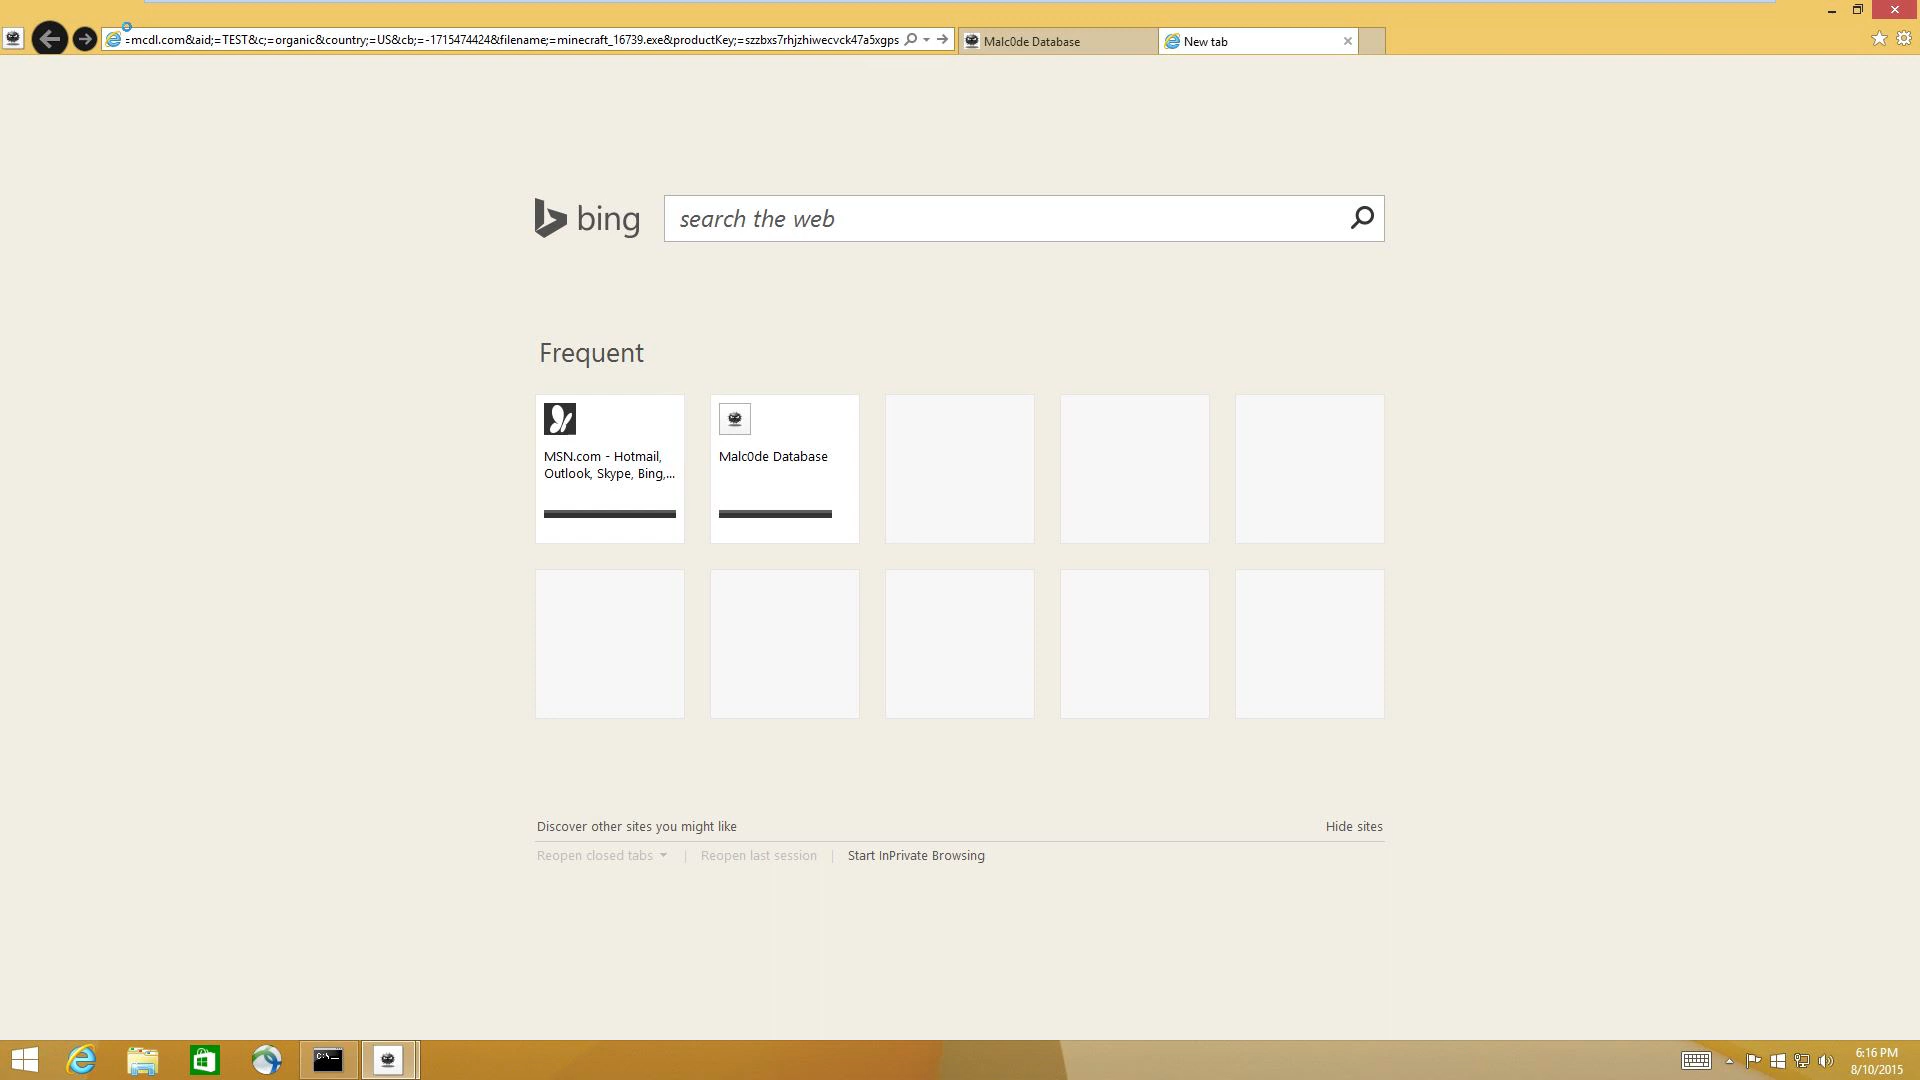 =mcdl.com&aid;=TEST&c;=organic&country;=US&cb;=-1715474424&filename;=minecraft_16739.exe&productKey;=szzbxs7rhjzhiwecvck47a5xgps
Malc0de Database
New tab
bing
search the web
Frequent
MSN.com - Hotmail,
Outlook, Skype, Bing,...
Malc0de Database
Discover other sites you might like
Hide sites
Reopen closed tabs
Reopen last session
Start InPrivate Browsing
C:\
6:16 PM
8/10/2015